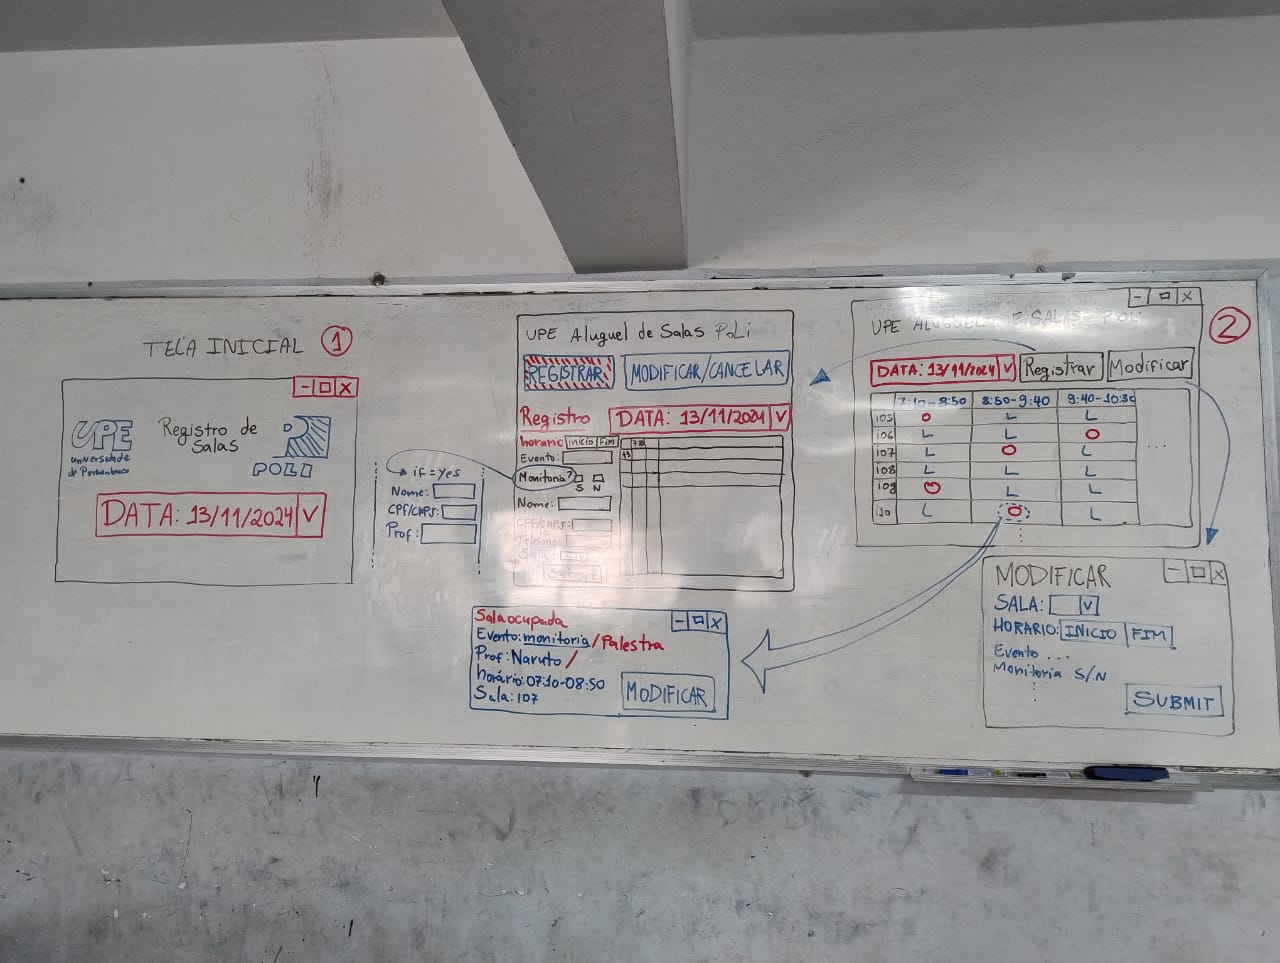 TELA INICIAL 1
- X
UPE
universidade
de Pernambuco
Registro de
Salas
POLI
DATA: 13/11/2024 V
if = yes
Nome:
CPF/CNPJ:
Prof:
UPE Aluguel de Salas POLI
REGISTRAR
MODIFICAR/CANCELAR
Registro
DATA: 13/11/2024 V
horario Inicio Fim
Evento:
Monitoria?
S N
Nome:
CPF/CNPJ:
Telefone:
Sala:
Submit
2
- X
UPE ALUGUEL DE SALAS POLI
DATA: 13/11/2024 V
Registrar
Modificar
7:10-8:50 8:50-9:40 9:40-10:30
105 O L L
106 L L O
107 L O L
108 L L L
109 O L L
110 L O L
...
Sala ocupada
- X
Evento: monitoria/Palestra
Prof: Naruto/
horário: 07:10-08:50
Sala: 107
MODIFICAR
MODIFICAR
- X
SALA: V
HORARIO: INICIO FIM
Evento ...
Monitoria S/N
SUBMIT